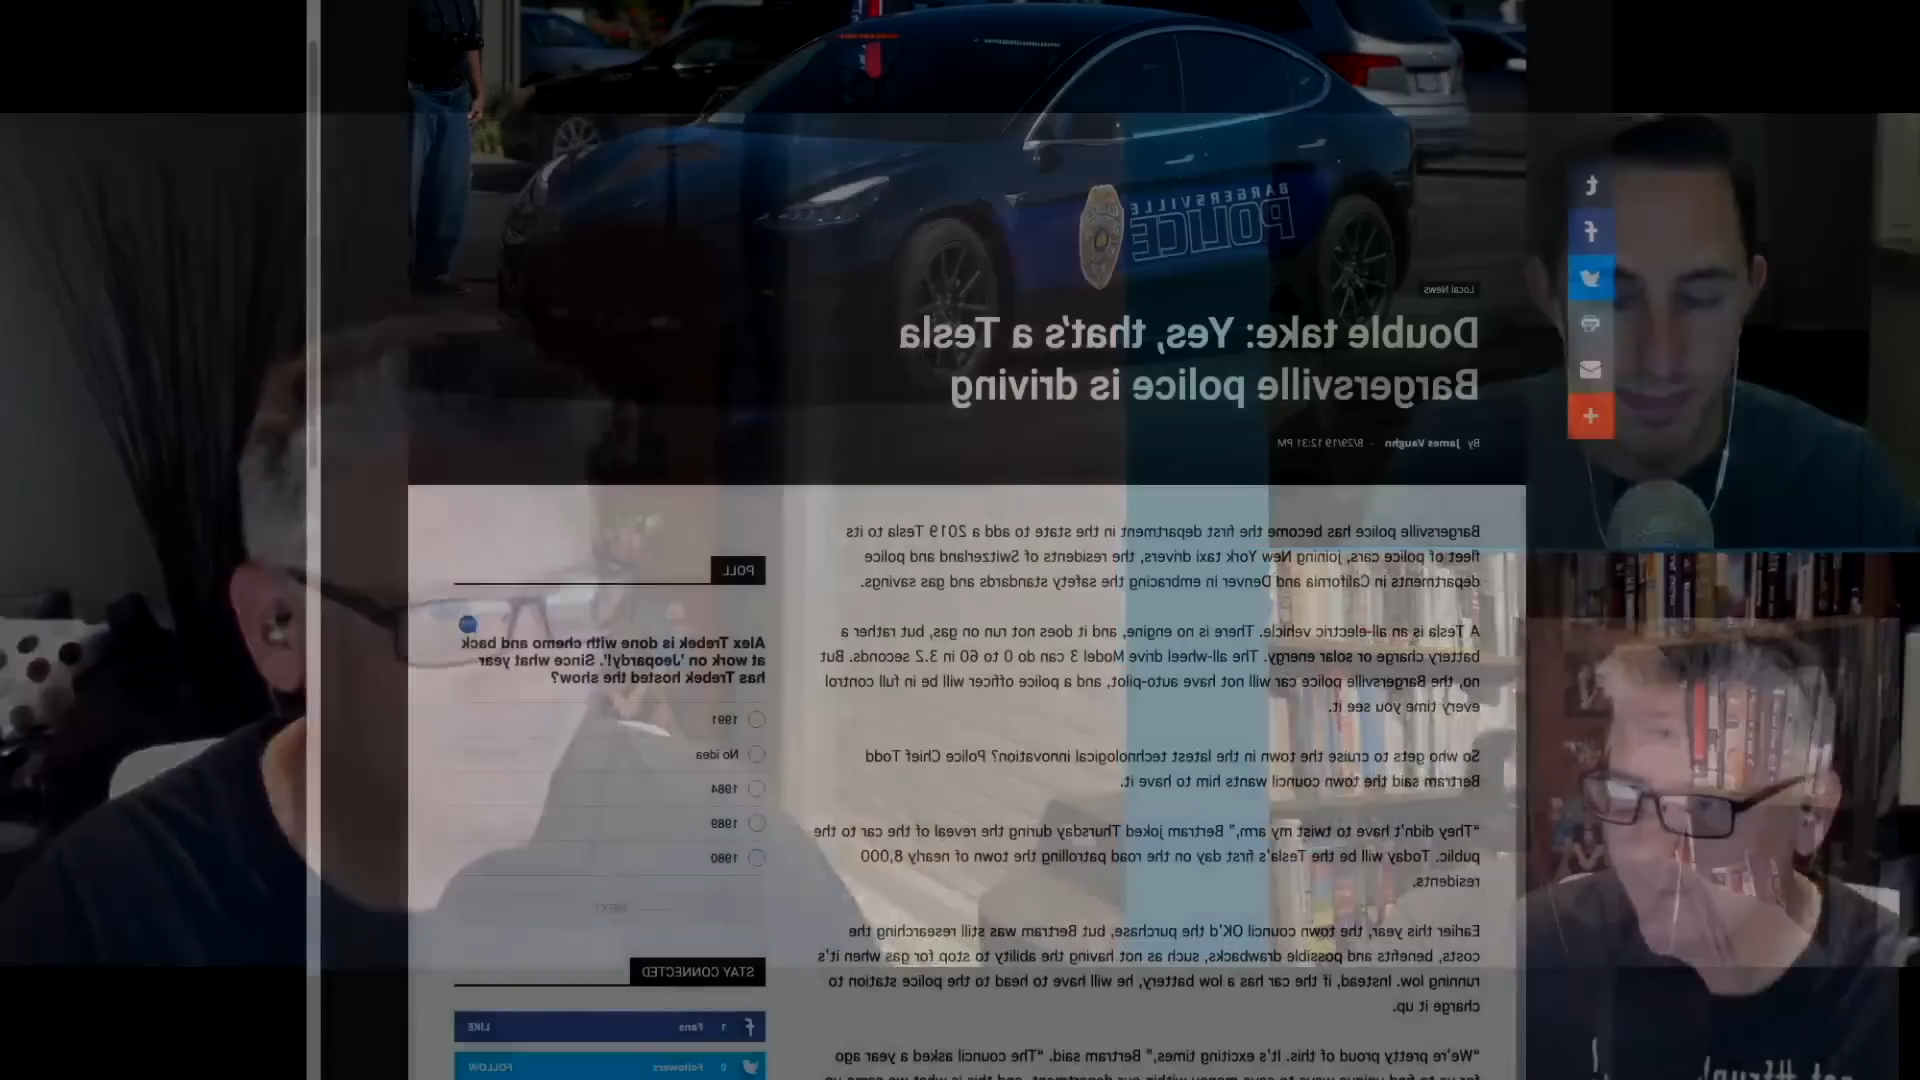 BARGERSVILLE
POLICE
Local News
Double take: Yes, that's a Tesla
Bargersville police is driving
By James Vaughn - 8/29/19 12:31 PM
Bargersville police has become the first department in the state to add a 2019 Tesla to its
fleet of police cars, joining New York taxi drivers, the residents of Switzerland and police
departments in California and Denver in embracing the safety standards and gas savings.
A Tesla is an all-electric vehicle. There is no engine, and it does not run on gas, but rather a
battery charge or solar energy. The all-wheel drive Model 3 can do 0 to 60 in 3.2 seconds. But
no, the Bargersville police car will not have auto-pilot, and a police officer will be in full control
every time you see it.
So who gets to cruise the town in the latest technological innovation? Police Chief Todd
Bertram said the town council wants him to have it.
“They didn't have to twist my arm,” Bertram joked Thursday during the reveal of the car to the
public. Today will be the Tesla's first day on the road patrolling the town of nearly 8,000
residents.
Earlier this year, the town council OK'd the purchase, but Bertram was still researching the
costs, benefits and possible drawbacks, such as not having the ability to stop for gas when it's
running low. Instead, if the car has a low battery, he will have to head to the police station to
charge it up.
“We're pretty proud of this. It's exciting times,” Bertram said. “The council asked a year ago
POLL
Alex Trebek is done with chemo and back
at work on 'Jeopardy!'. Since what year
has Trebek hosted the show?
1991
No idea
1984
1989
1980
NEXT
STAY CONNECTED
1 Fans LIKE
0 Followers FOLLOW